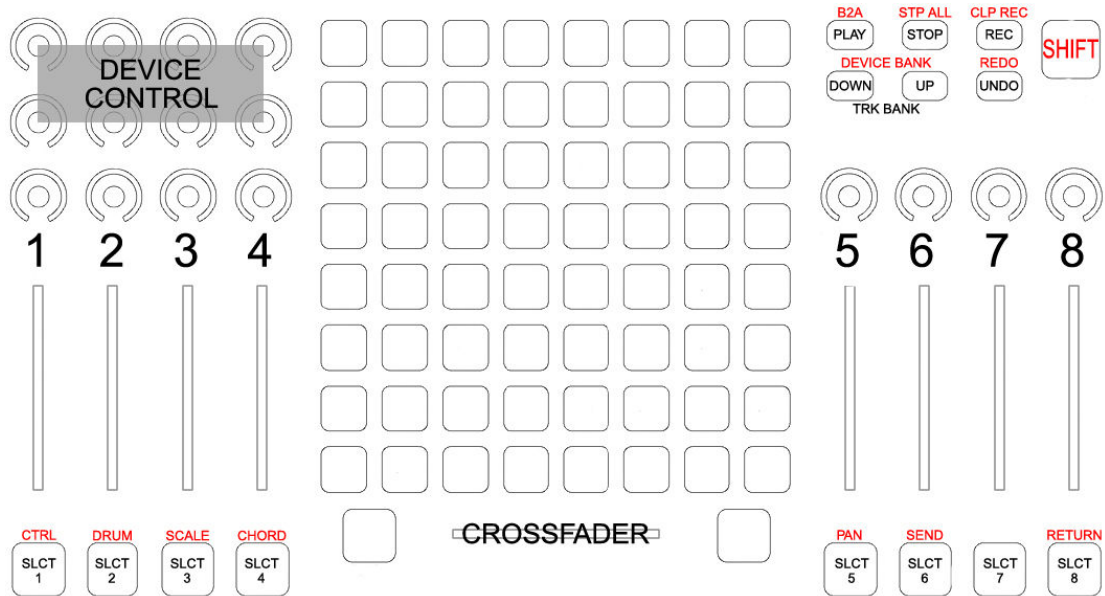 B2A STP ALL CLP REC
PLAY STOP REC
SHIFT
DEVICE BANK REDO
DOWN UP UNDO
TRK BANK
DEVICE
CONTROL
1 2 3 4 5 6 7 8
CROSSFADER
CTRL DRUM SCALE CHORD PAN SEND RETURN
SLCT SLCT SLCT SLCT SLCT SLCT SLCT SLCT
1 2 3 4 5 6 7 8